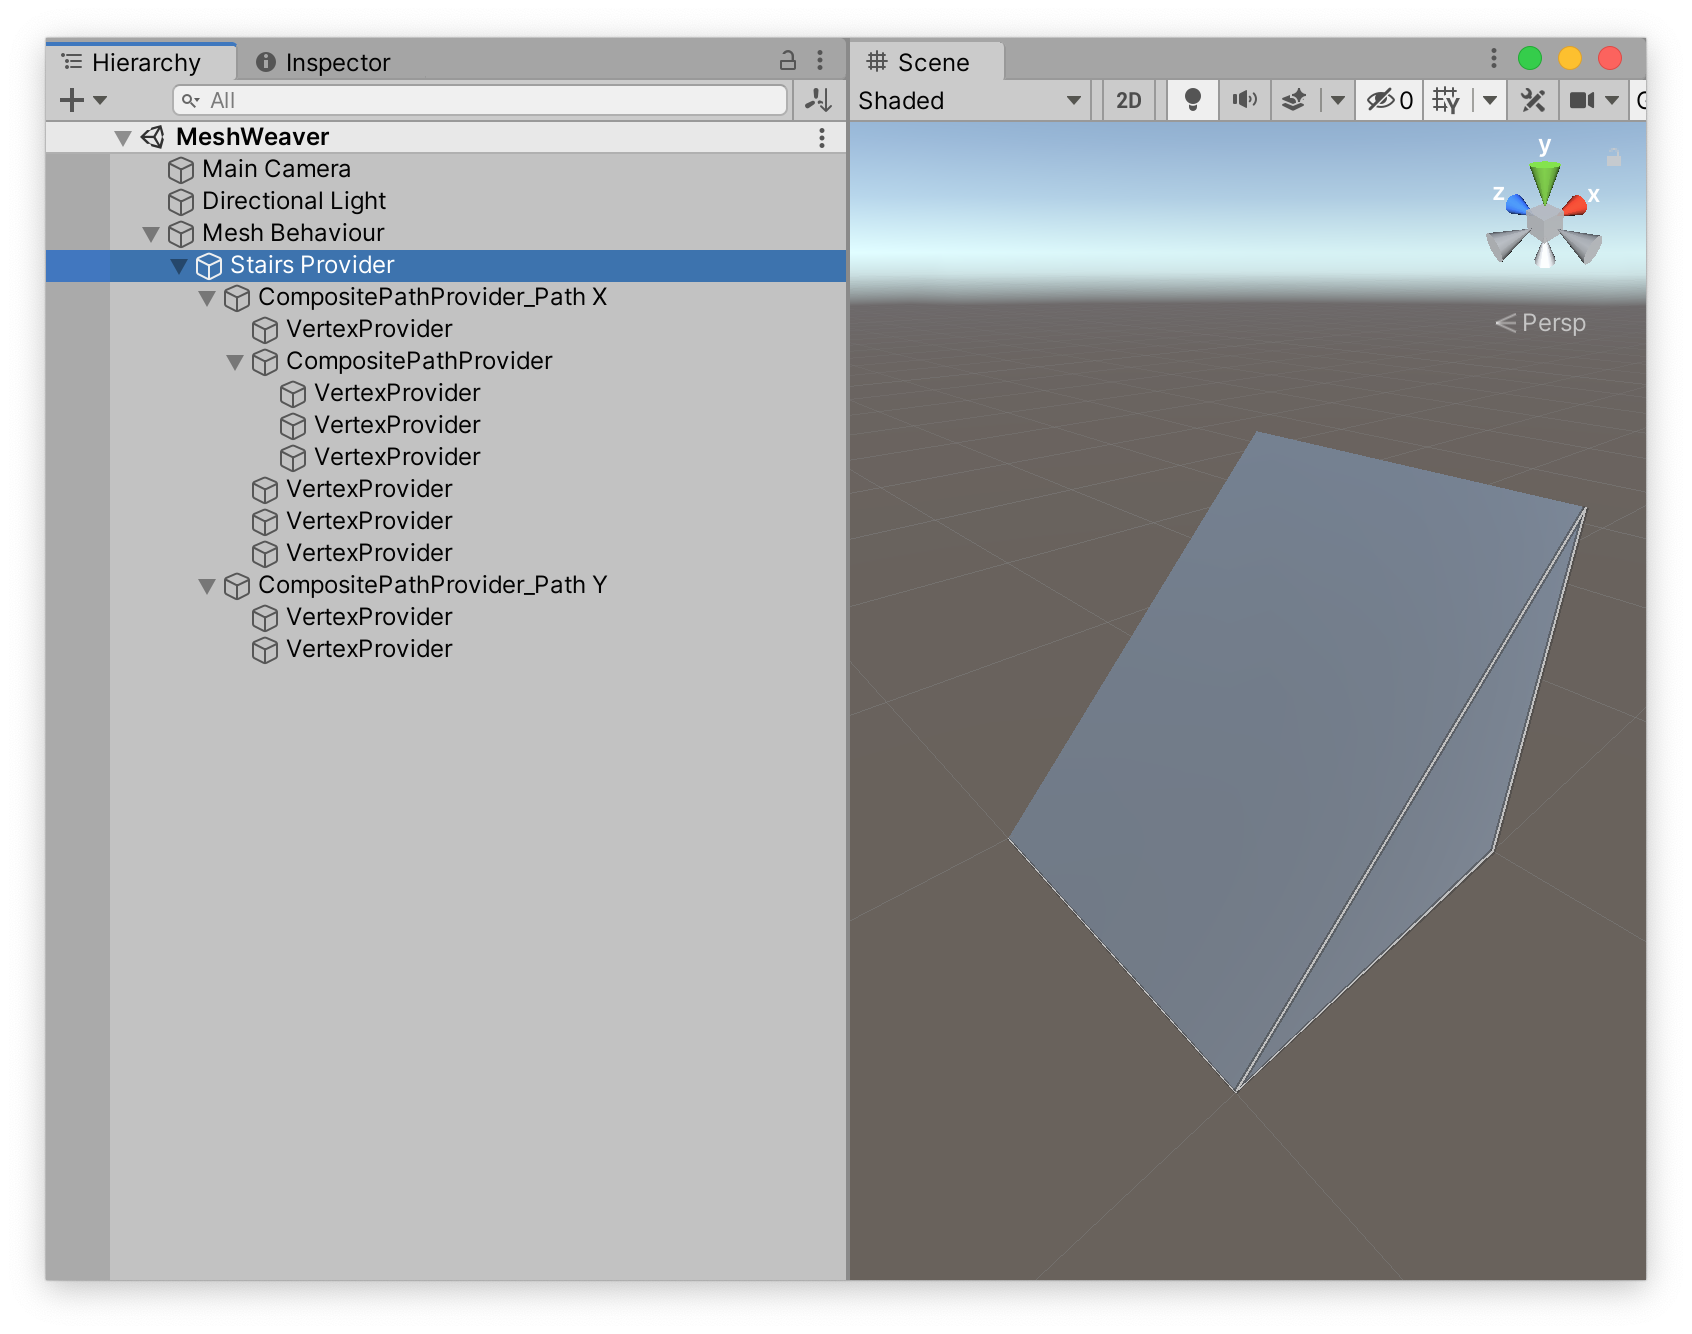 Hierarchy
Inspector
All
MeshWeaver
Main Camera
Directional Light
Mesh Behaviour
Stairs Provider
CompositePathProvider_Path X
VertexProvider
CompositePathProvider
VertexProvider
VertexProvider
VertexProvider
VertexProvider
VertexProvider
VertexProvider
CompositePathProvider_Path Y
VertexProvider
VertexProvider
Scene
Shaded
2D
0
y
z
x
Persp